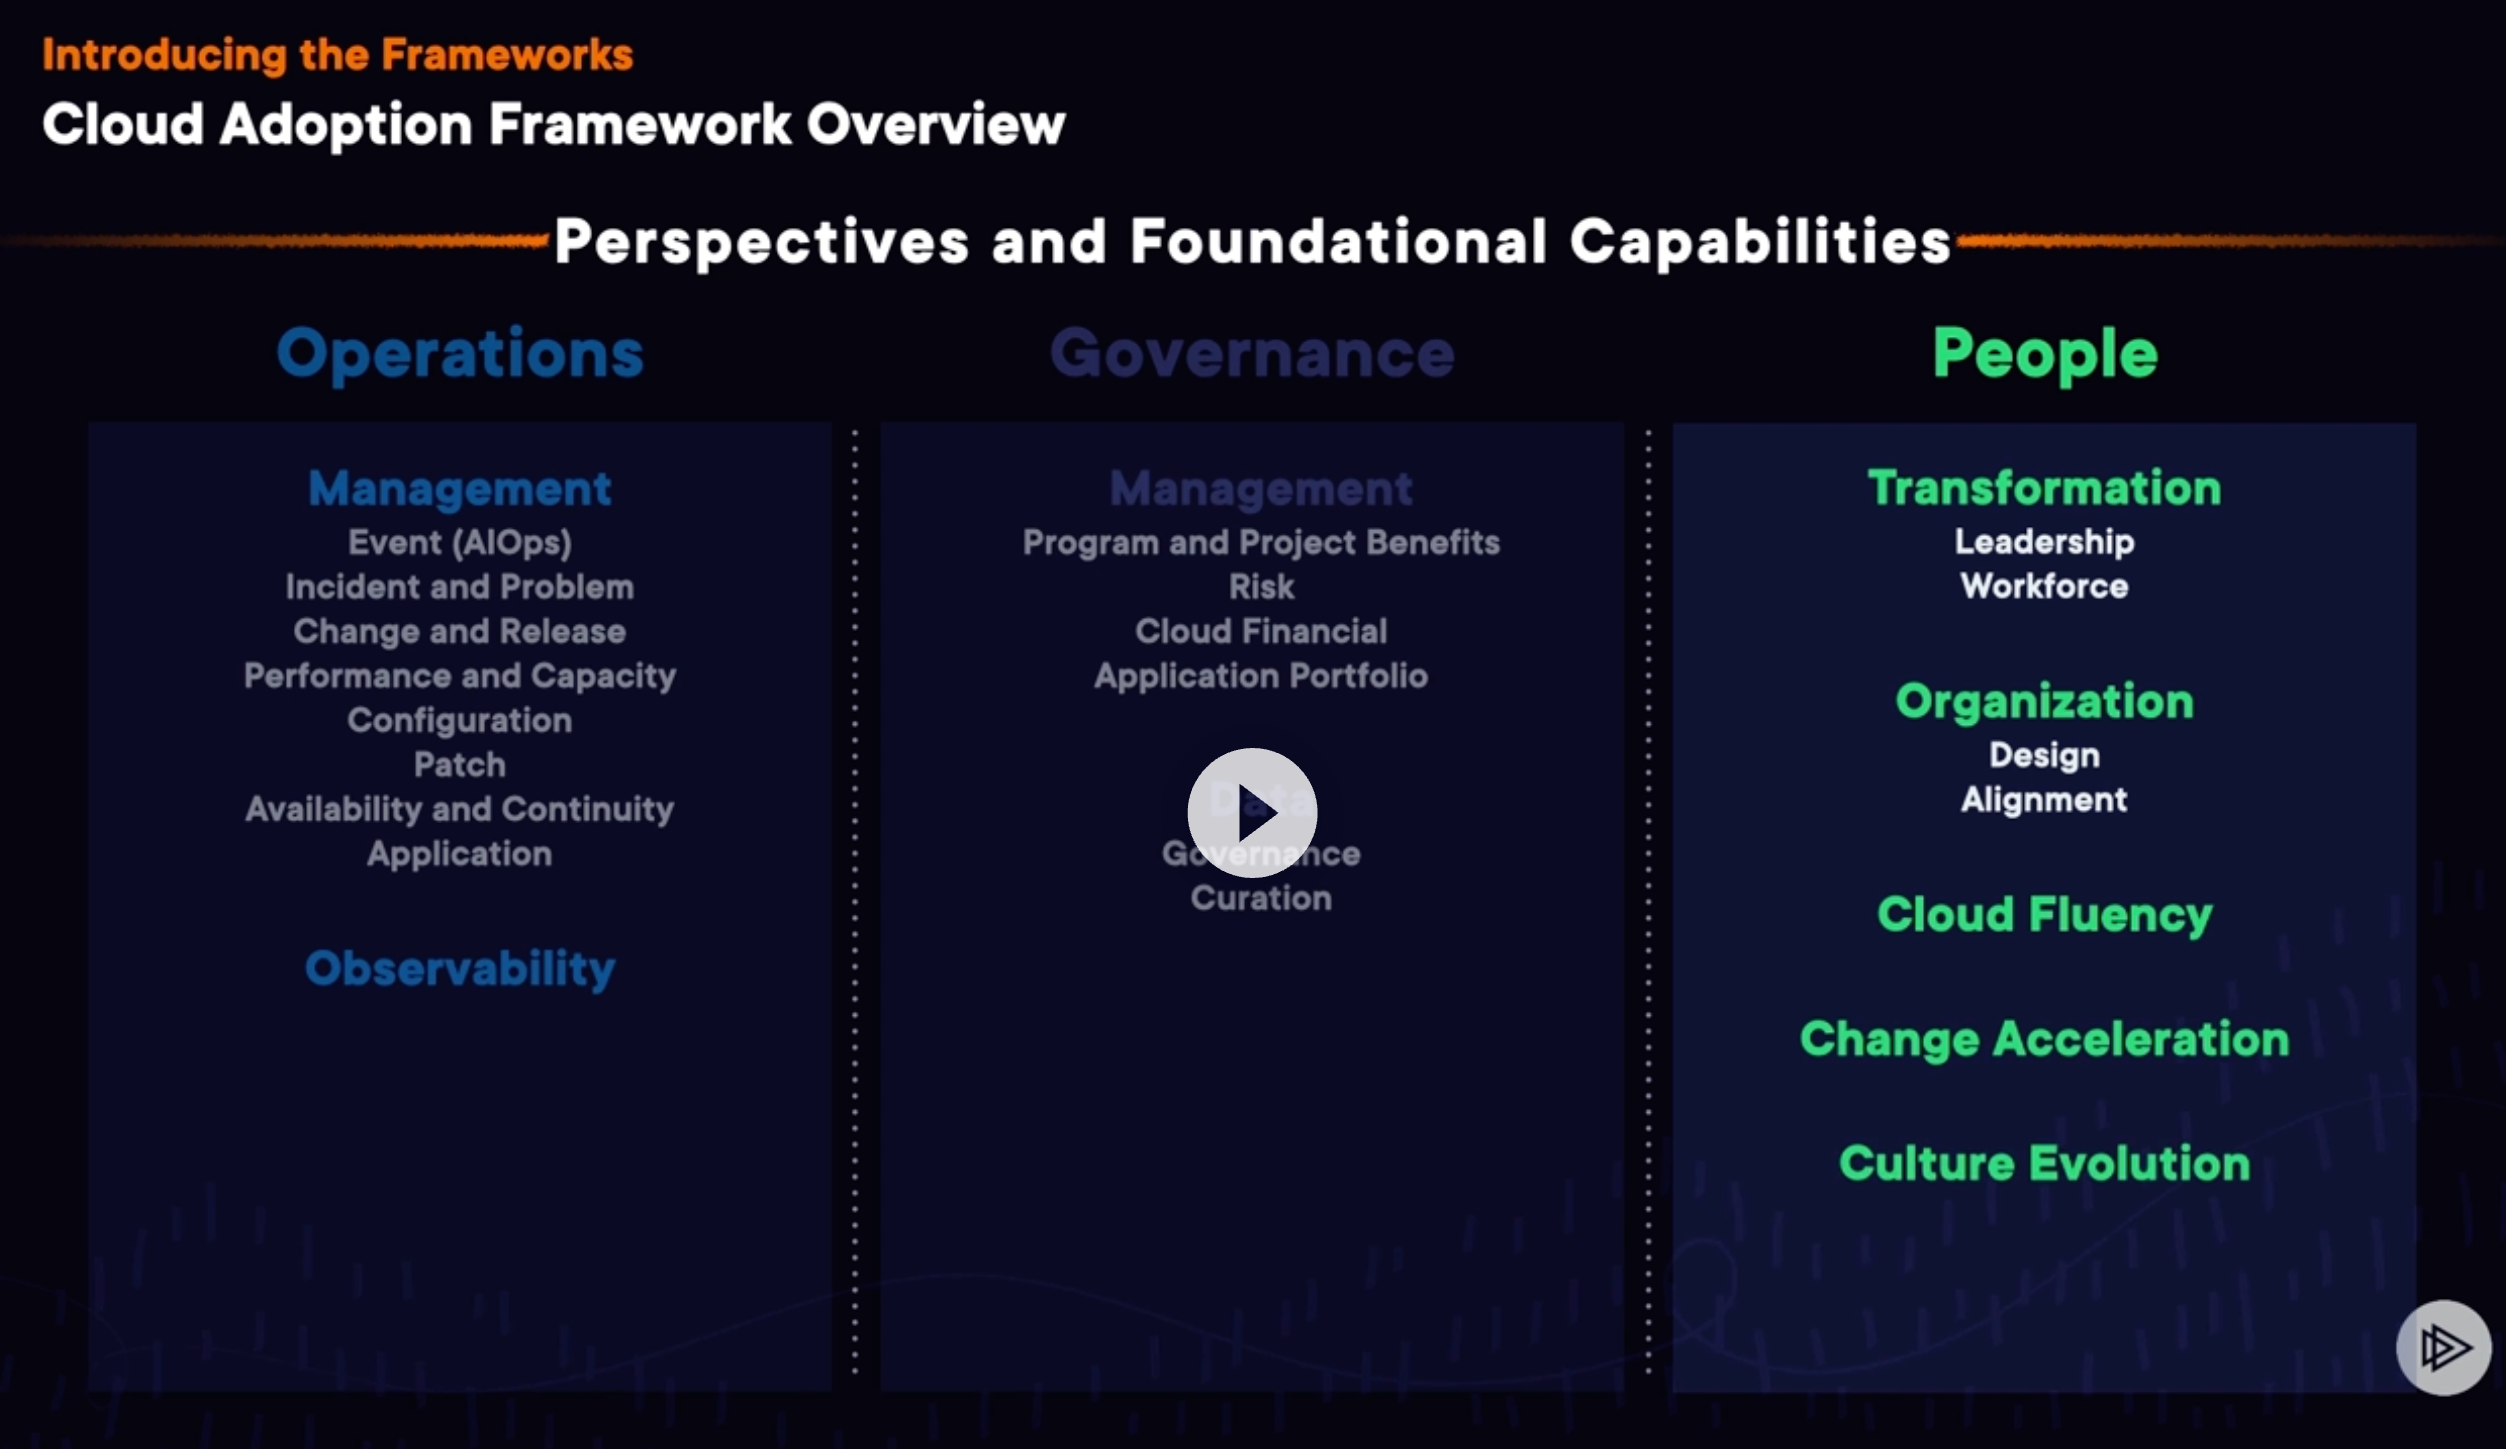 Introducing the Frameworks
Cloud Adoption Framework Overview
Perspectives and Foundational Capabilities
Operations
Management
Event (AIOps)
Incident and Problem
Change and Release
Performance and Capacity
Configuration
Patch
Availability and Continuity
Application
Observability
Governance
Management
Program and Project Benefits
Risk
Cloud Financial
Application Portfolio
Data
Governance
Curation
People
Transformation
Leadership
Workforce
Organization
Design
Alignment
Cloud Fluency
Change Acceleration
Culture Evolution